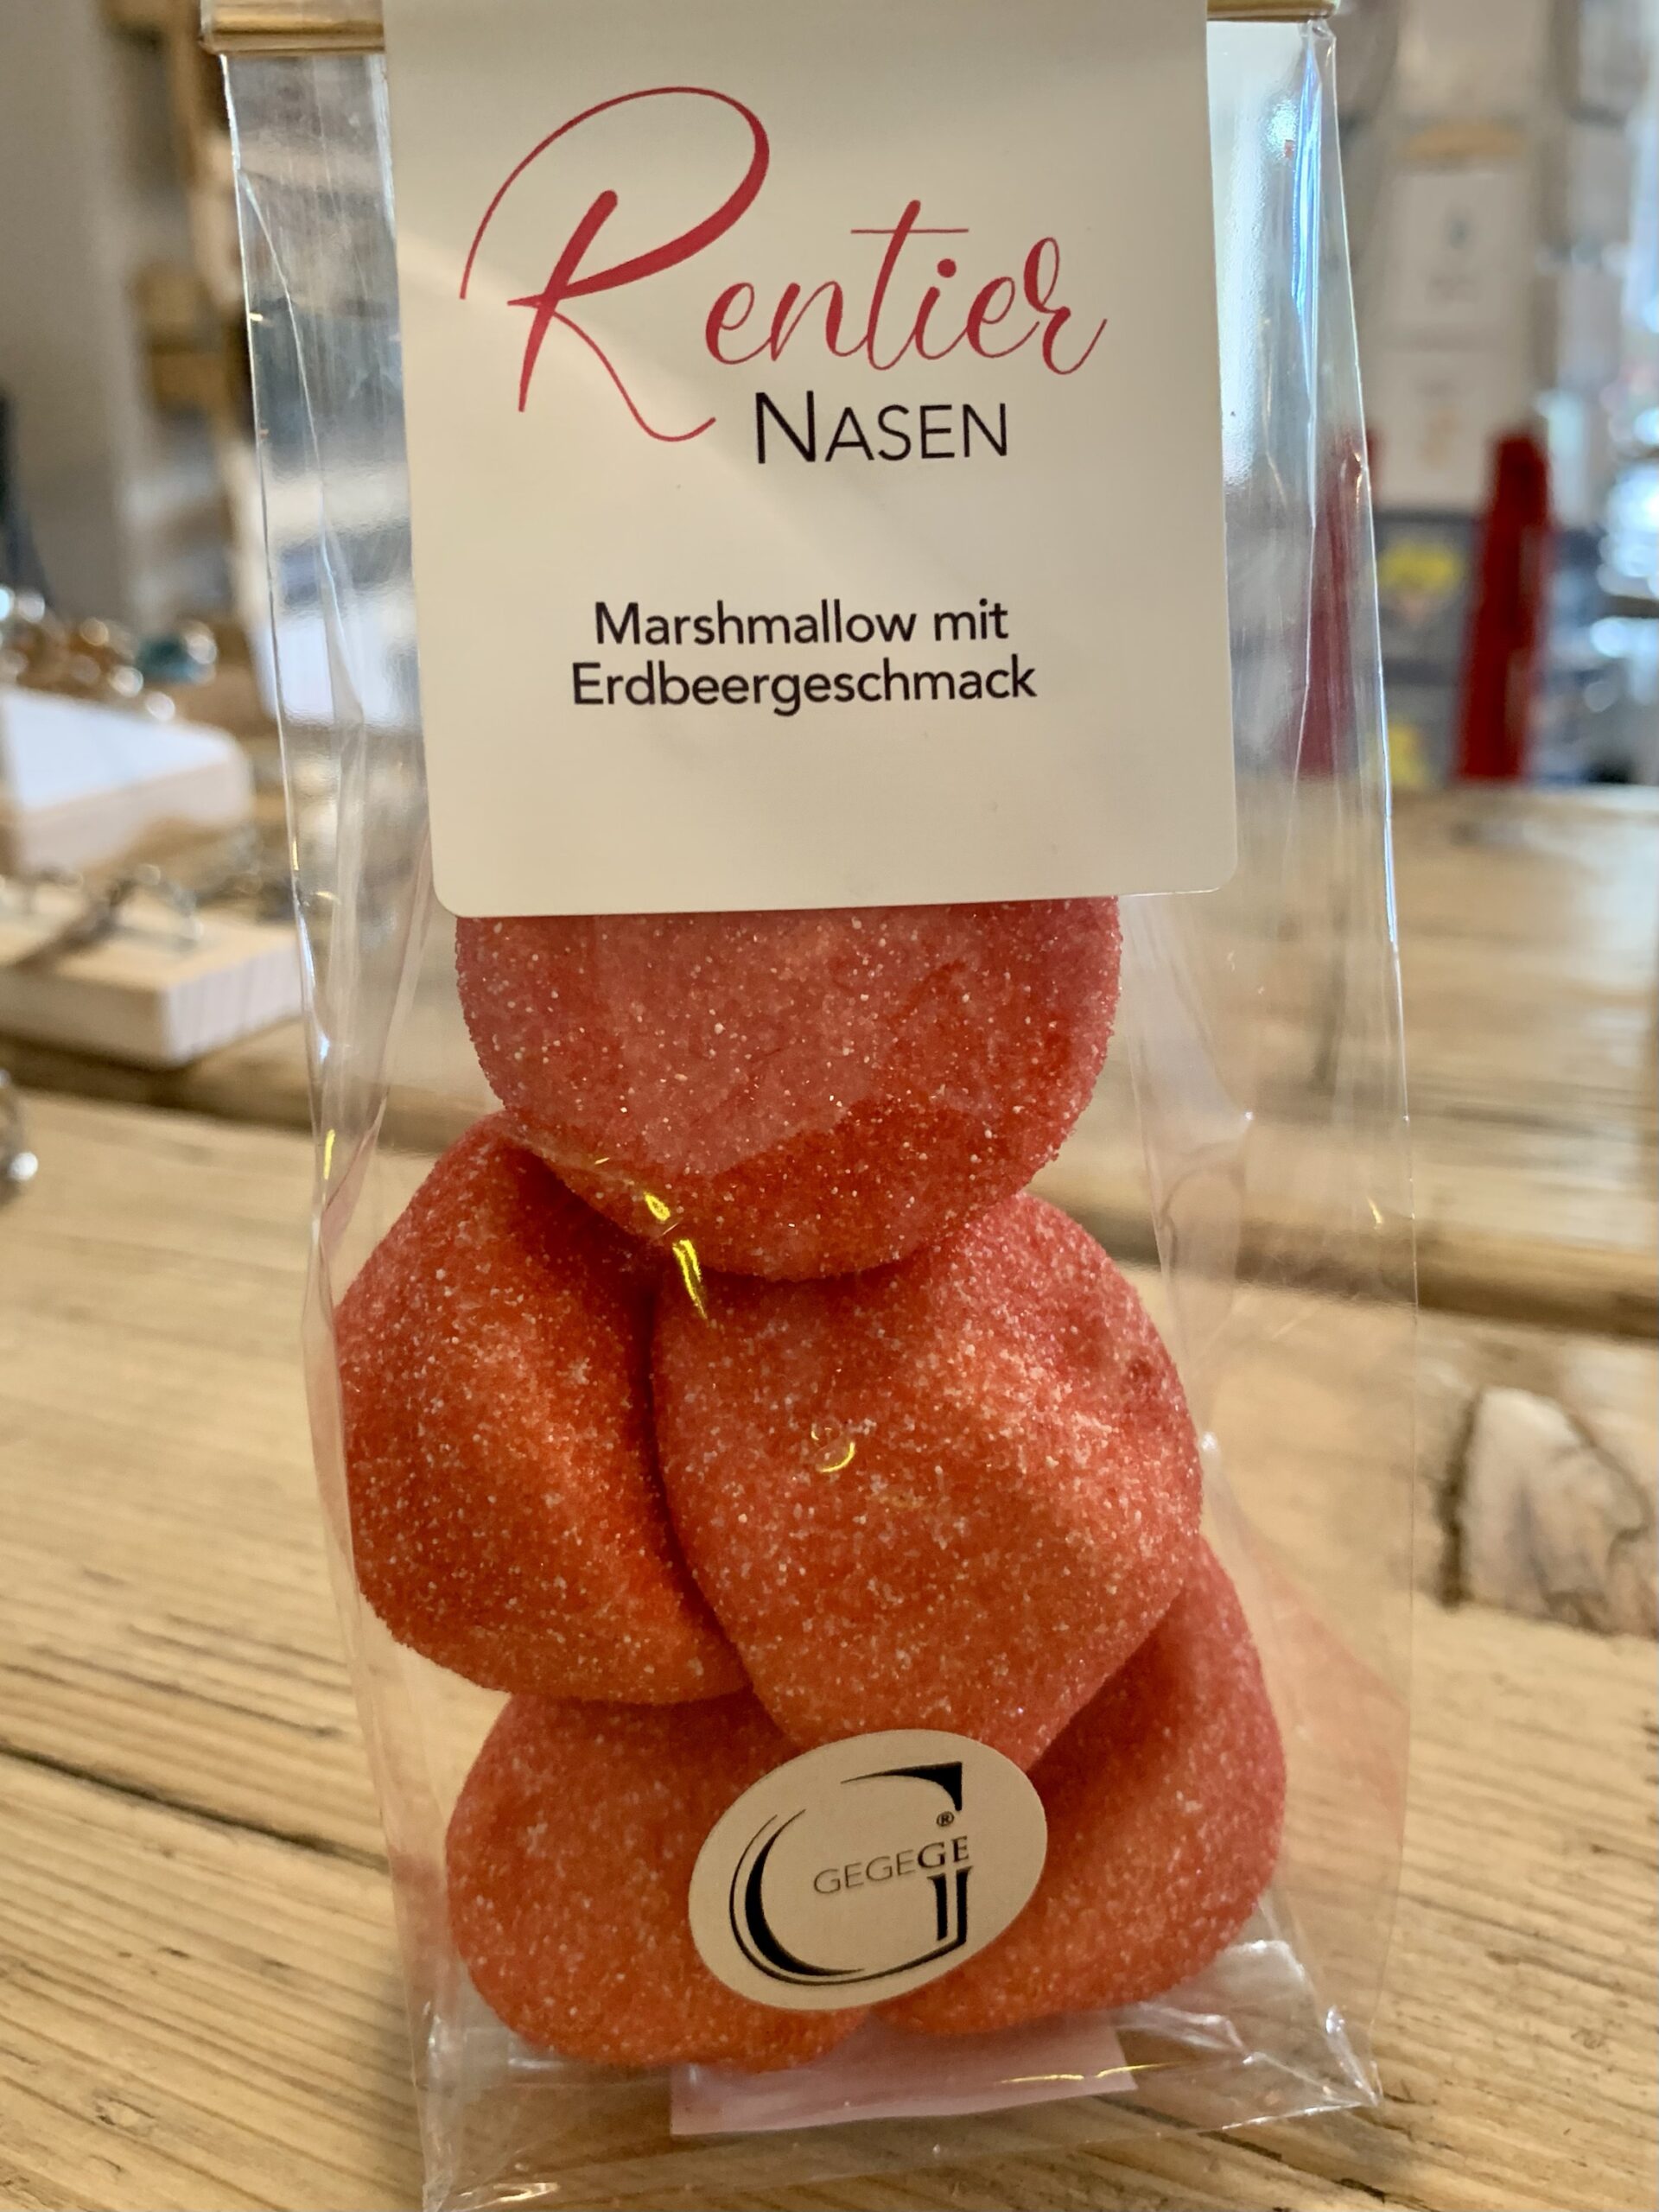 Rentier
NASEN
Marshmallow mit
Erdbeergeschmack
®
GEGEGE